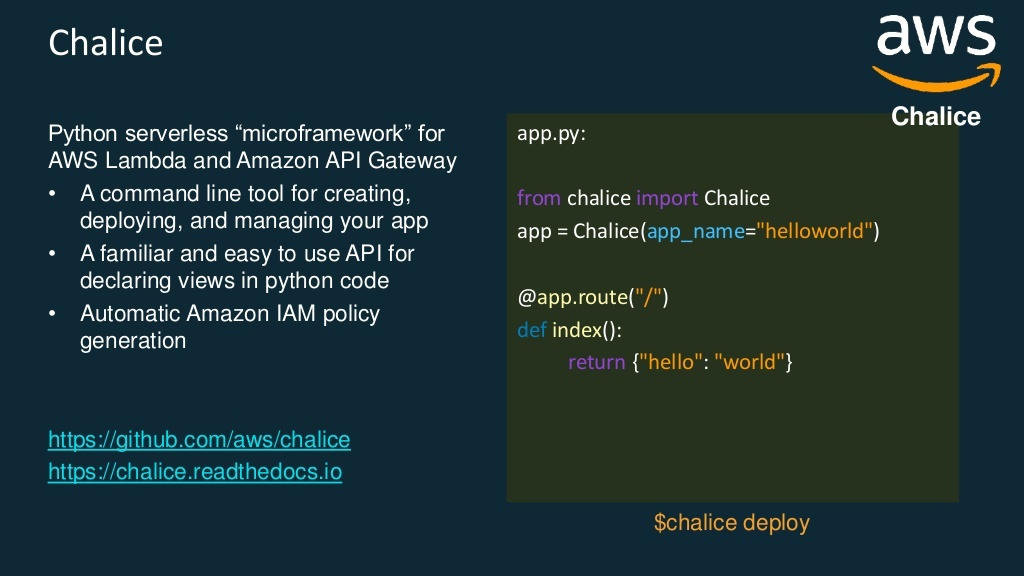 Chalice
aws
Chalice
Python serverless “microframework” for
AWS Lambda and Amazon API Gateway
• A command line tool for creating,
deploying, and managing your app
• A familiar and easy to use API for
declaring views in python code
• Automatic Amazon IAM policy
generation
https://github.com/aws/chalice
https://chalice.readthedocs.io
app.py:
from chalice import Chalice
app = Chalice(app_name="helloworld")
@app.route("/")
def index():
return {"hello": "world"}
$chalice deploy